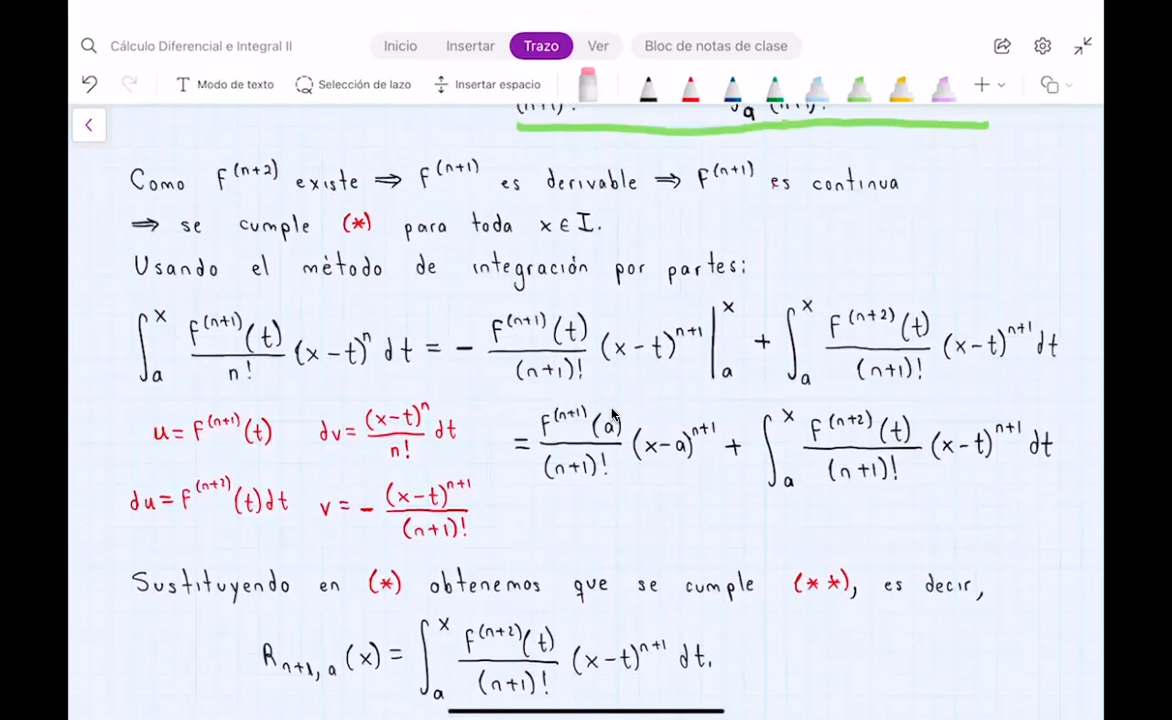 Cálculo Diferencial e Integral II Inicio Insertar Trazo Ver Bloc de notas de clase
T Modo de texto Selección de lazo Insertar espacio
Como F^(n+2) existe ⇒ F^(n+1) es derivable ⇒ F^(n+1) es continua
⇒ se cumple (*) para toda x ∈ I.
Usando el método de integración por partes:
∫_a^x F^(n+1)(t)/n! (x-t)^n dt = - F^(n+1)(t)/(n+1)! (x-t)^{n+1} |_a^x + ∫_a^x F^(n+2)(t)/(n+1)! (x-t)^{n+1} dt
u = F^(n+1)(t) dv = (x-t)^n/n! dt
= F^(n+1)(a)/(n+1)! (x-a)^{n+1} + ∫_a^x F^(n+2)(t)/(n+1)! (x-t)^{n+1} dt
du = F^(n+2)(t)dt v = - (x-t)^{n+1}/(n+1)!
Sustituyendo en (*) obtenemos que se cumple (**), es decir,
R_{n+1,a}(x) = ∫_a^x F^(n+2)(t)/(n+1)! (x-t)^{n+1} dt.